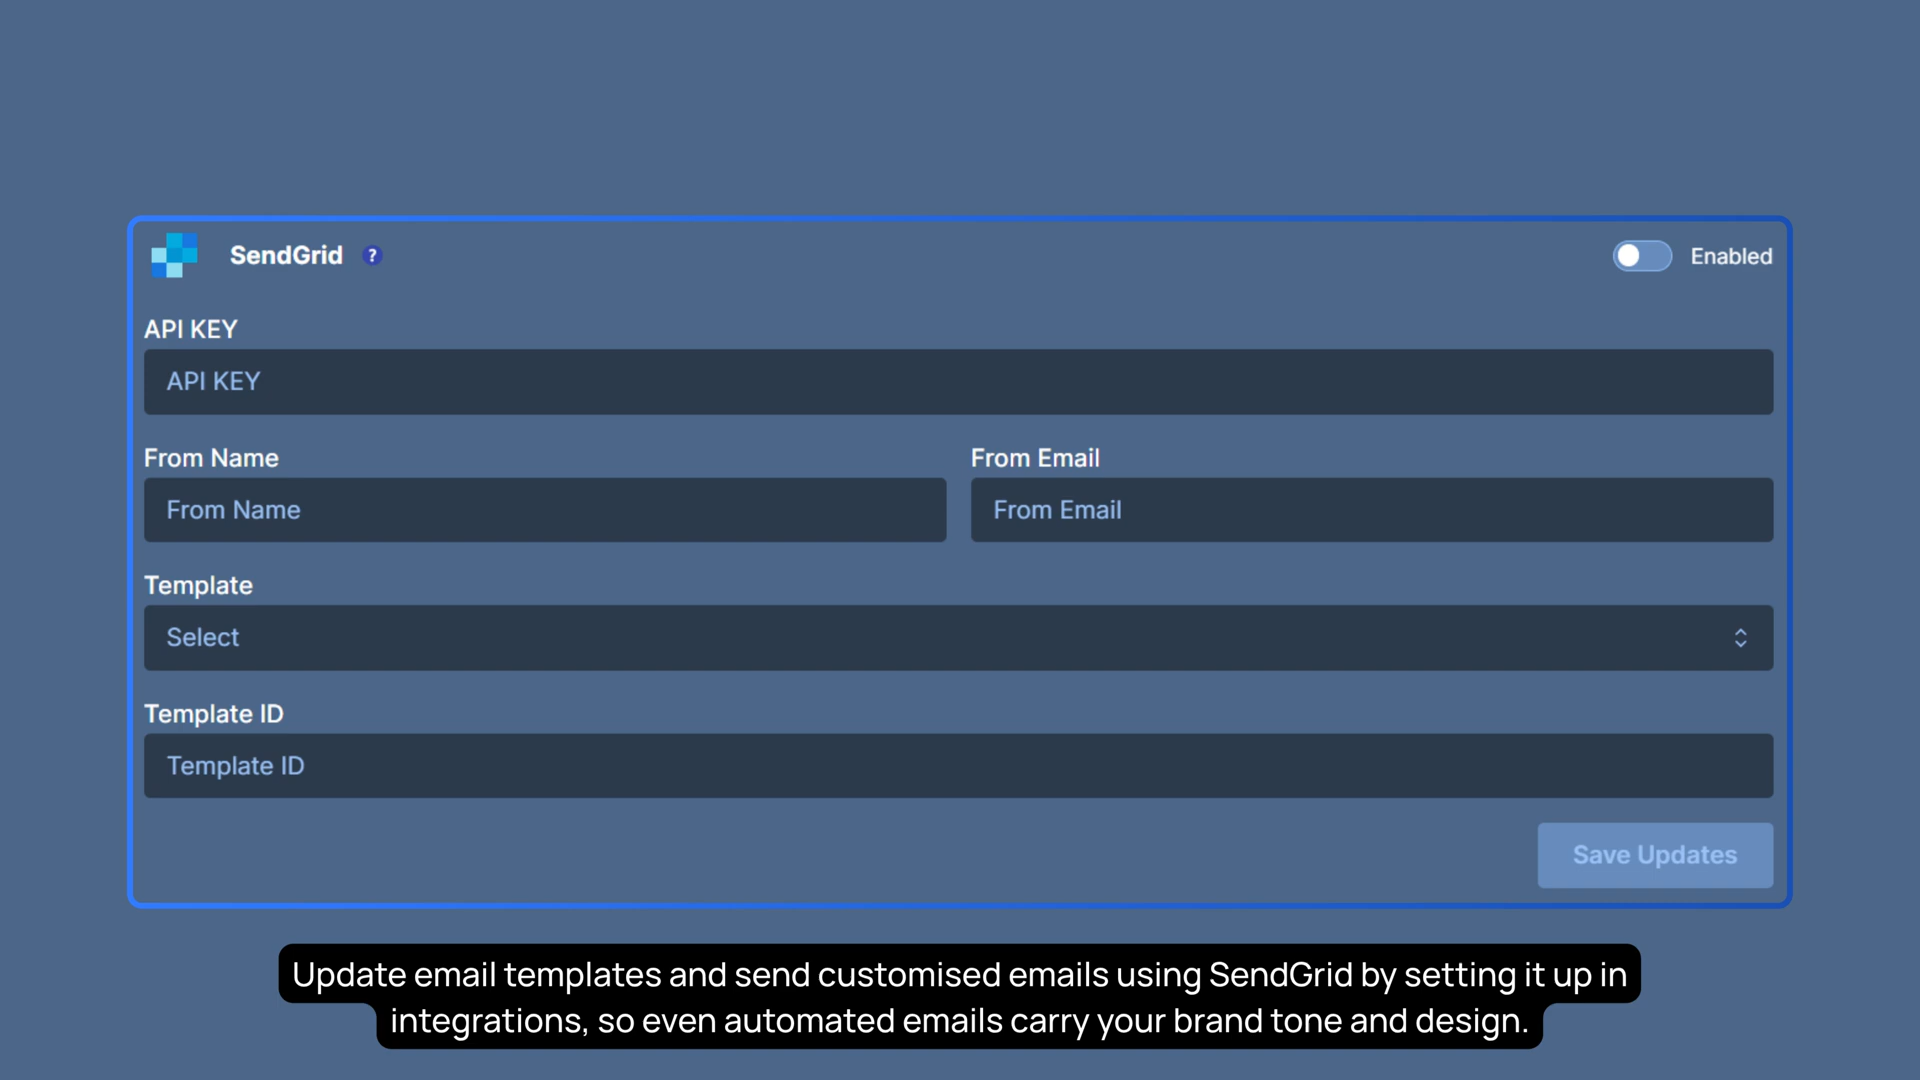 SendGrid ?
Enabled
API KEY
API KEY
From Name
From Email
From Name
From Email
Template
Select
Template ID
Template ID
Save Updates
Update email templates and send customised emails using SendGrid by setting it up in
integrations, so even automated emails carry your brand tone and design.